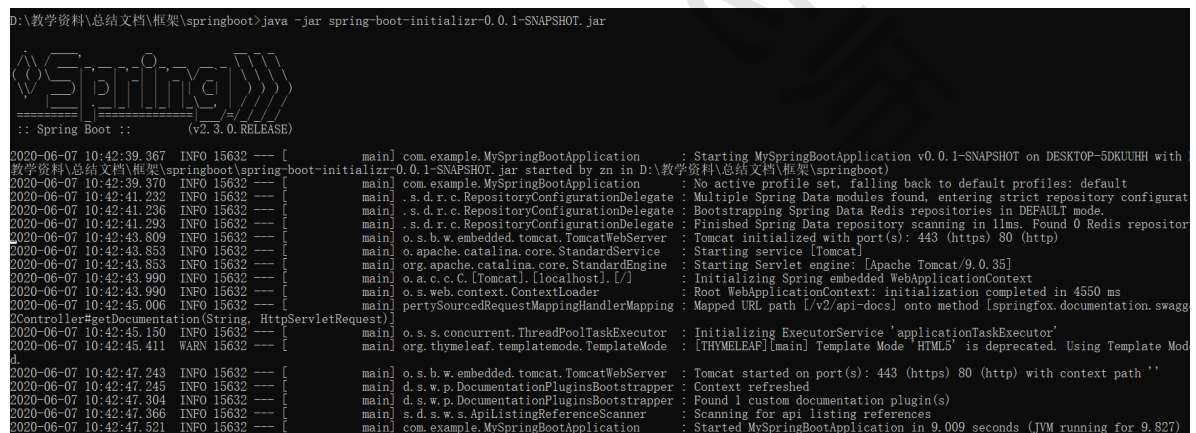 D:\教学资料\总结文档\框架\springboot>java -jar spring-boot-initializr-0.0.1-SNAPSHOT.jar
:: Spring Boot :: (v2.3.0.RELEASE)
2020-06-07 10:42:39.367 INFO 15632 --- [ main] com.example.MySpringBootApplication : Starting MySpringBootApplication v0.0.1-SNAPSHOT on DESKTOP-5DKUUHH with
教学资料\总结文档\框架\springboot\spring-boot-initializr-0.0.1-SNAPSHOT.jar started by zn in D:\教学资料\总结文档\框架\springboot)
2020-06-07 10:42:39.370 INFO 15632 --- [ main] com.example.MySpringBootApplication : No active profile set, falling back to default profiles: default
2020-06-07 10:42:41.232 INFO 15632 --- [ main] .s.d.r.c.RepositoryConfigurationDelegate : Multiple Spring Data modules found, entering strict repository configurat
2020-06-07 10:42:41.236 INFO 15632 --- [ main] .s.d.r.c.RepositoryConfigurationDelegate : Bootstrapping Spring Data Redis repositories in DEFAULT mode.
2020-06-07 10:42:41.293 INFO 15632 --- [ main] .s.d.r.c.RepositoryConfigurationDelegate : Finished Spring Data repository scanning in 11ms. Found 0 Redis repository
2020-06-07 10:42:43.809 INFO 15632 --- [ main] o.s.b.w.embedded.tomcat.TomcatWebServer : Tomcat initialized with port(s): 443 (https) 80 (http)
2020-06-07 10:42:43.853 INFO 15632 --- [ main] o.apache.catalina.core.StandardService : Starting service [Tomcat]
2020-06-07 10:42:43.853 INFO 15632 --- [ main] org.apache.catalina.core.StandardEngine : Starting Servlet engine: [Apache Tomcat/9.0.35]
2020-06-07 10:42:43.990 INFO 15632 --- [ main] o.a.c.c.C.[Tomcat].[localhost].[/] : Initializing Spring embedded WebApplicationContext
2020-06-07 10:42:43.990 INFO 15632 --- [ main] o.s.web.context.ContextLoader : Root WebApplicationContext: initialization completed in 4550 ms
2020-06-07 10:42:45.006 INFO 15632 --- [ main] pertySourcedRequestMappingHandlerMapping : Mapped URL path [/v2/api-docs] onto method [springfox.documentation.swagge
2Controller#getDocumentation(String, HttpServletRequest)]
2020-06-07 10:42:45.150 INFO 15632 --- [ main] o.s.s.concurrent.ThreadPoolTaskExecutor : Initializing ExecutorService 'applicationTaskExecutor'
2020-06-07 10:42:45.411 WARN 15632 --- [ main] org.thymeleaf.templatemode.TemplateMode : [THYMELEAF][main] Template Mode 'HTML5' is deprecated. Using Template Mod
d.
2020-06-07 10:42:47.243 INFO 15632 --- [ main] o.s.b.w.embedded.tomcat.TomcatWebServer : Tomcat started on port(s): 443 (https) 80 (http) with context path ''
2020-06-07 10:42:47.245 INFO 15632 --- [ main] d.s.w.p.DocumentationPluginsBootstrapper : Context refreshed
2020-06-07 10:42:47.304 INFO 15632 --- [ main] d.s.w.p.DocumentationPluginsBootstrapper : Found 1 custom documentation plugin(s)
2020-06-07 10:42:47.366 INFO 15632 --- [ main] s.d.s.w.s.ApiListingReferenceScanner : Scanning for api listing references
2020-06-07 10:42:47.521 INFO 15632 --- [ main] com.example.MySpringBootApplication : Started MySpringBootApplication in 9.009 seconds (JVM running for 9.827)